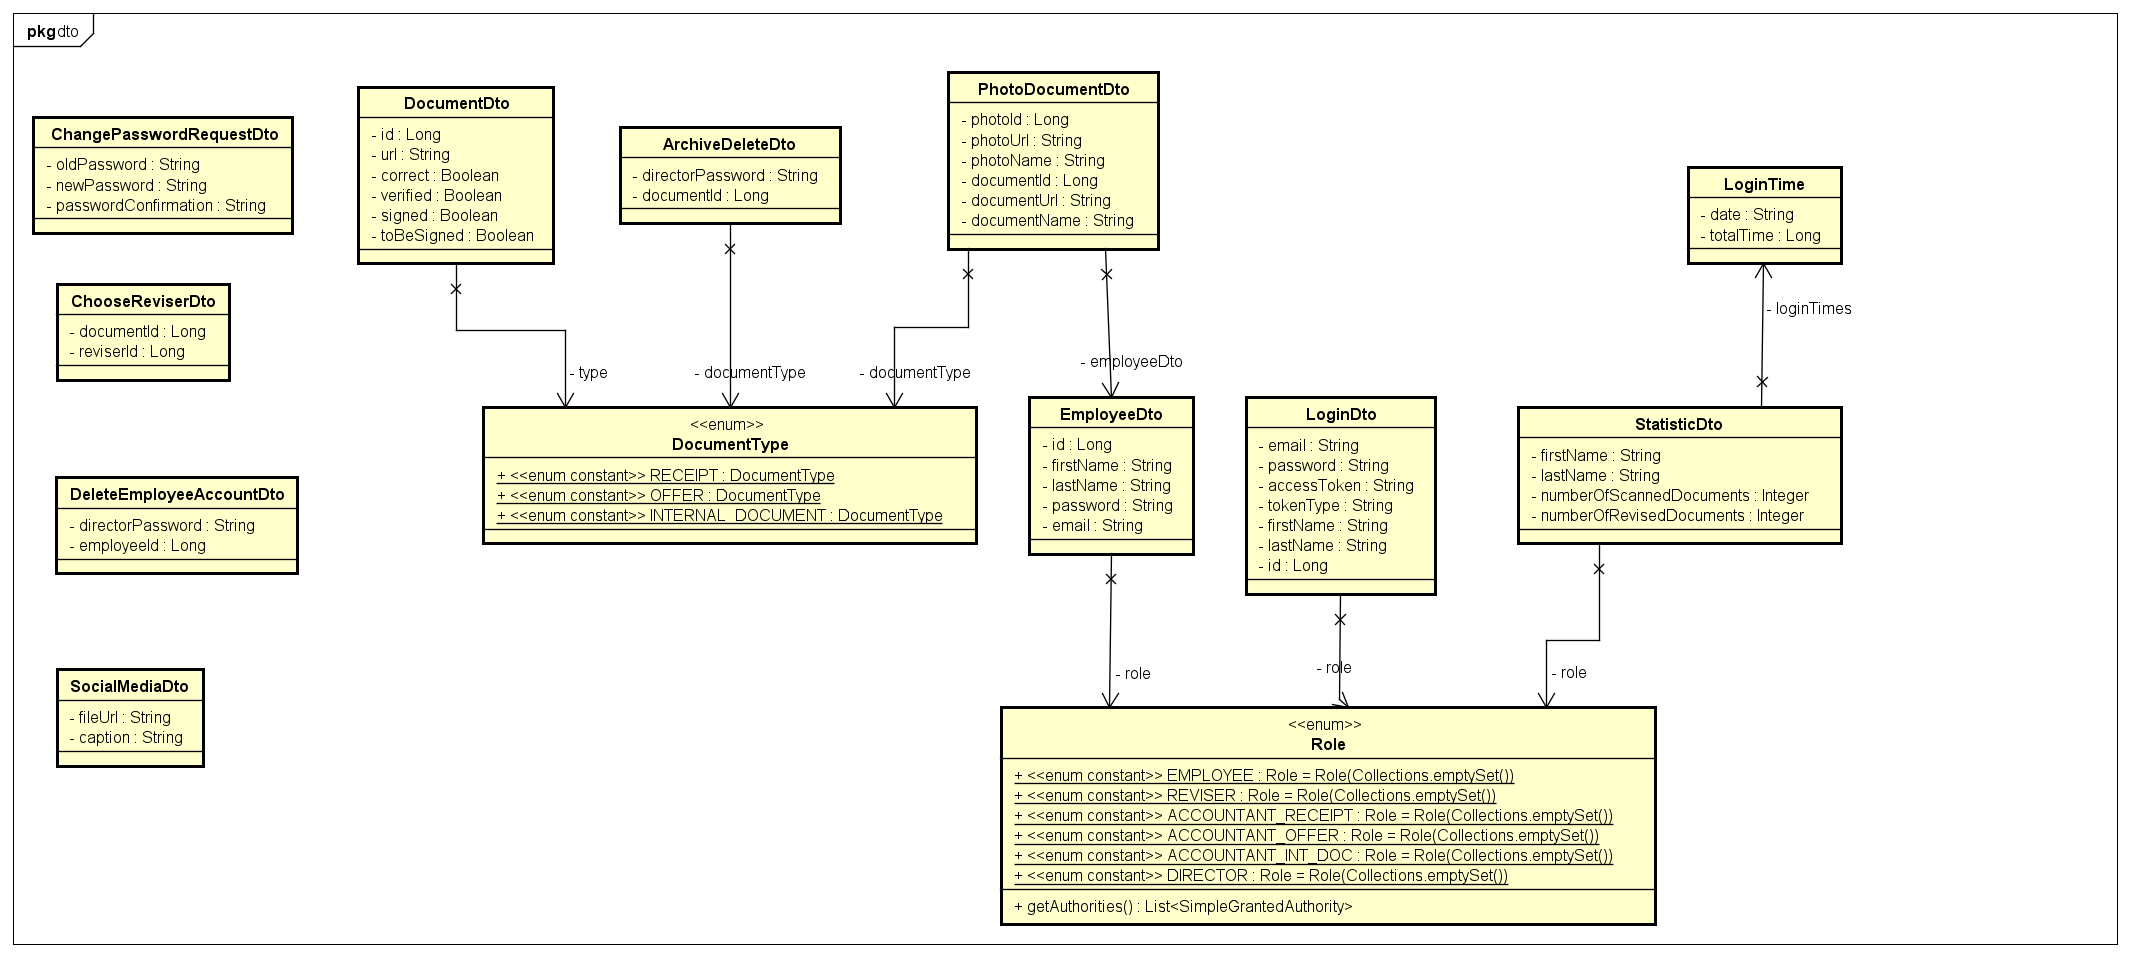 pkg dto
ChangePasswordRequestDto
- oldPassword : String
- newPassword : String
- passwordConfirmation : String
DocumentDto
- id : Long
- url : String
- correct : Boolean
- verified : Boolean
- signed : Boolean
- toBeSigned : Boolean
ArchiveDeleteDto
- directorPassword : String
- documentId : Long
PhotoDocumentDto
- photoId : Long
- photoUrl : String
- photoName : String
- documentId : Long
- documentUrl : String
- documentName : String
LoginTime
- date : String
- totalTime : Long
ChooseReviserDto
- documentId : Long
- reviserId : Long
- loginTimes
- type
- documentType
- documentType
- employeeDto
<<enum>>
DocumentType
+ <<enum constant>> RECEIPT : DocumentType
+ <<enum constant>> OFFER : DocumentType
+ <<enum constant>> INTERNAL_DOCUMENT : DocumentType
EmployeeDto
- id : Long
- firstName : String
- lastName : String
- password : String
- email : String
LoginDto
- email : String
- password : String
- accessToken : String
- tokenType : String
- firstName : String
- lastName : String
- id : Long
StatisticDto
- firstName : String
- lastName : String
- numberOfScannedDocuments : Integer
- numberOfRevisedDocuments : Integer
DeleteEmployeeAccountDto
- directorPassword : String
- employeeId : Long
- role
- role
- role
SocialMediaDto
- fileUrl : String
- caption : String
<<enum>>
Role
+ <<enum constant>> EMPLOYEE : Role = Role(Collections.emptySet())
+ <<enum constant>> REVISER : Role = Role(Collections.emptySet())
+ <<enum constant>> ACCOUNTANT_RECEIPT : Role = Role(Collections.emptySet())
+ <<enum constant>> ACCOUNTANT_OFFER : Role = Role(Collections.emptySet())
+ <<enum constant>> ACCOUNTANT_INT_DOC : Role = Role(Collections.emptySet())
+ <<enum constant>> DIRECTOR : Role = Role(Collections.emptySet())
+ getAuthorities() : List<SimpleGrantedAuthority>